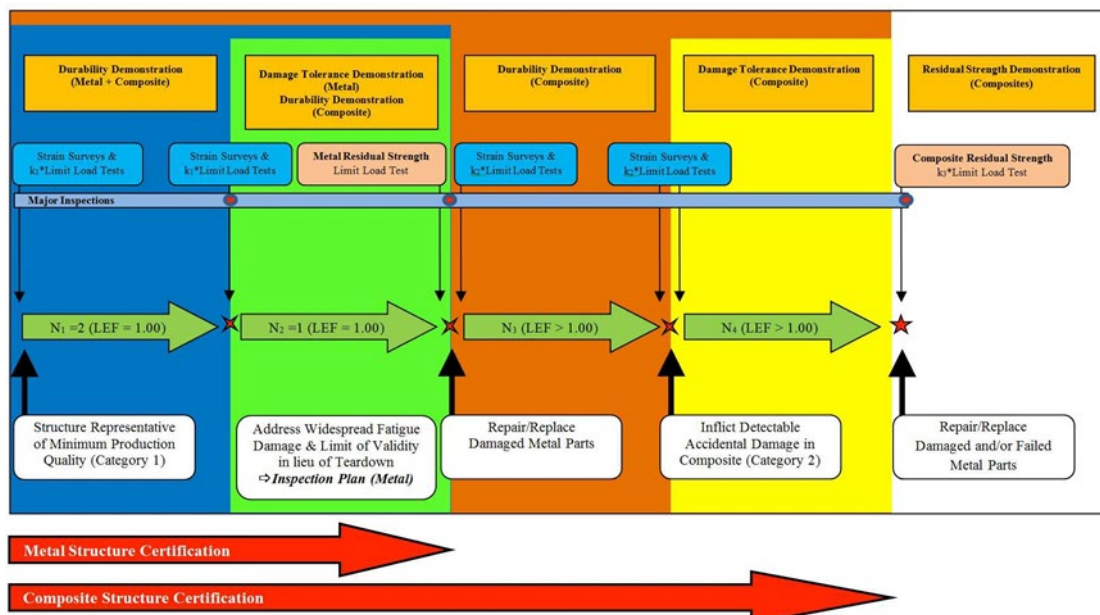 Durability Demonstration
(Metal + Composite)
Damage Tolerance Demonstration
(Metal)
Durability Demonstration
(Composite)
Durability Demonstration
(Composite)
Damage Tolerance Demonstration
(Composite)
Residual Strength Demonstration
(Composites)
Strain Surveys &
k₁*Limit Load Tests
Strain Surveys &
k₁*Limit Load Tests
Metal Residual Strength
Limit Load Test
Strain Surveys &
k₂*Limit Load Tests
Strain Surveys &
k₂*Limit Load Tests
Composite Residual Strength
k₃*Limit Load Test
Major Inspections
N₁ =2 (LEF = 1.00)
N₂ =1 (LEF = 1.00)
N₃ (LEF > 1.00)
N₄ (LEF > 1.00)
Structure Representative
of Minimum Production
Quality (Category 1)
Address Widespread Fatigue
Damage & Limit of Validity
in lieu of Teardown
⇨Inspection Plan (Metal)
Repair/Replace
Damaged Metal Parts
Inflict Detectable
Accidental Damage in
Composite (Category 2)
Repair/Replace
Damaged and/or Failed
Metal Parts
Metal Structure Certification
Composite Structure Certification